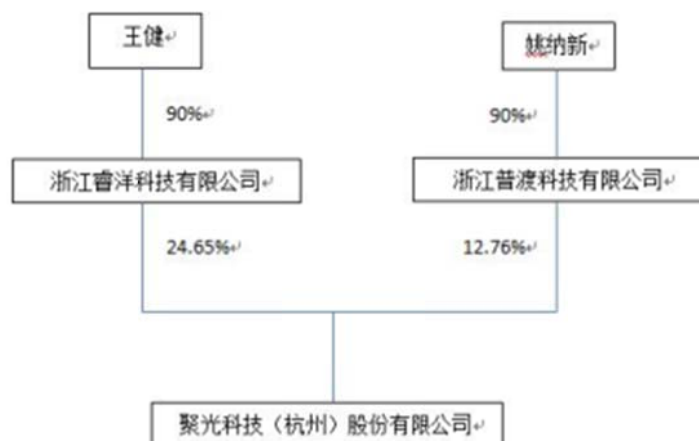 王健
姚纳新
90%
90%
浙江睿洋科技有限公司
浙江普渡科技有限公司
24.65%
12.76%
聚光科技（杭州）股份有限公司